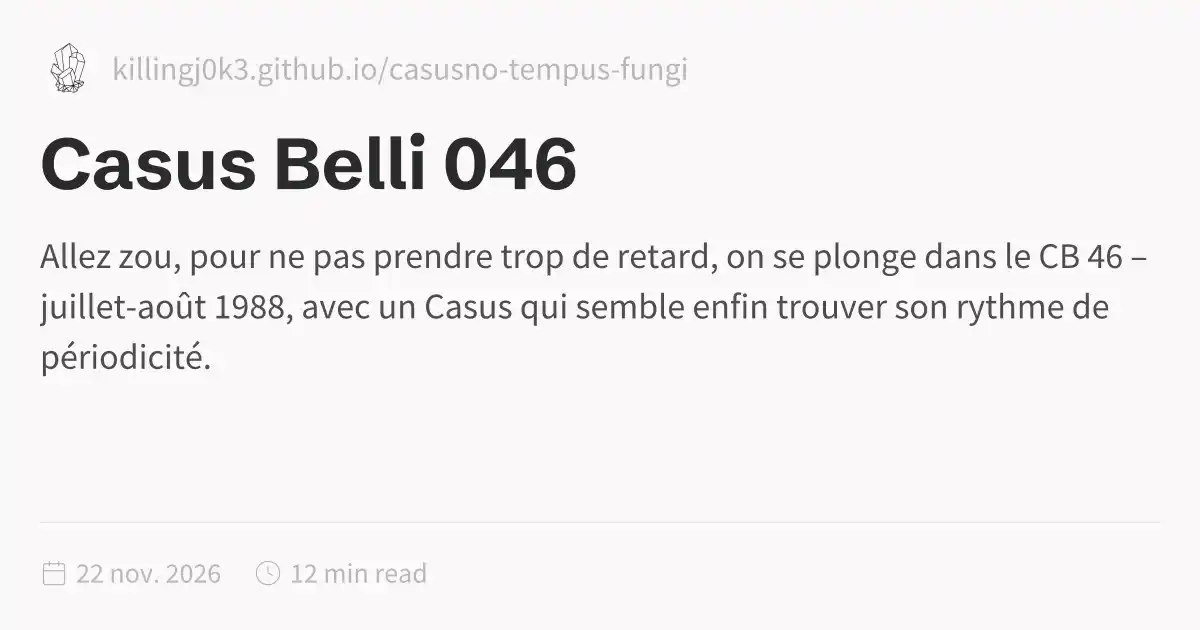 killingj0k3.github.io/casusno-tempus-fungi
Casus Belli 046
Allez zou, pour ne pas prendre trop de retard, on se plonge dans le CB 46 –
juillet-août 1988, avec un Casus qui semble enfin trouver son rythme de
périodicité.
22 nov. 2026 12 min read